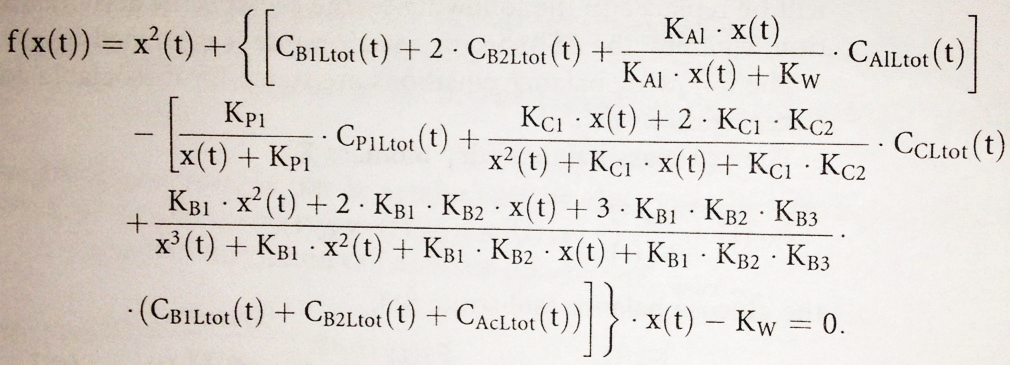 f(x(t)) = x²(t) + { [ C_B1Ltot(t) + 2 · C_B2Ltot(t) + (K_Al · x(t)) / (K_Al · x(t) + K_W) · C_AlLtot(t) ]
− [ K_P1 / (x(t) + K_P1) · C_P1Ltot(t) + (K_C1 · x(t) + 2 · K_C1 · K_C2) / (x²(t) + K_C1 · x(t) + K_C1 · K_C2) · C_CLtot(t)
+ (K_B1 · x²(t) + 2 · K_B1 · K_B2 · x(t) + 3 · K_B1 · K_B2 · K_B3) / (x³(t) + K_B1 · x²(t) + K_B1 · K_B2 · x(t) + K_B1 · K_B2 · K_B3) ·
· (C_B1Ltot(t) + C_B2Ltot(t) + C_AcLtot(t)) ] } · x(t) − K_W = 0.